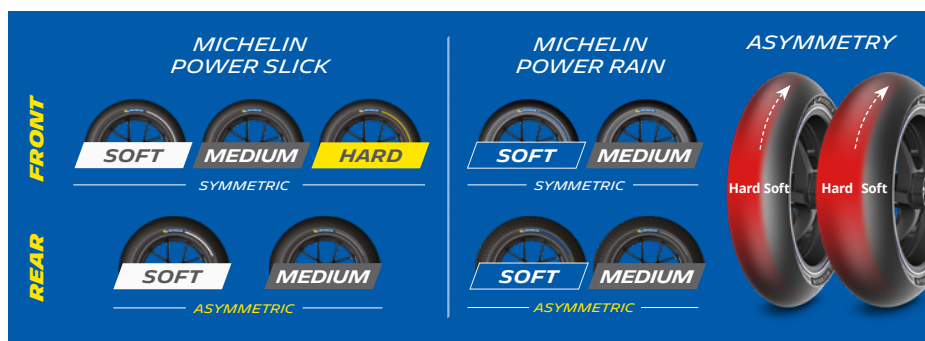 MICHELIN
POWER SLICK
MICHELIN
POWER RAIN
ASYMMETRY
FRONT
SOFT
MEDIUM
HARD
SYMMETRIC
SOFT
MEDIUM
SYMMETRIC
REAR
SOFT
MEDIUM
ASYMMETRIC
SOFT
MEDIUM
ASYMMETRIC
Hard Soft
Hard Soft